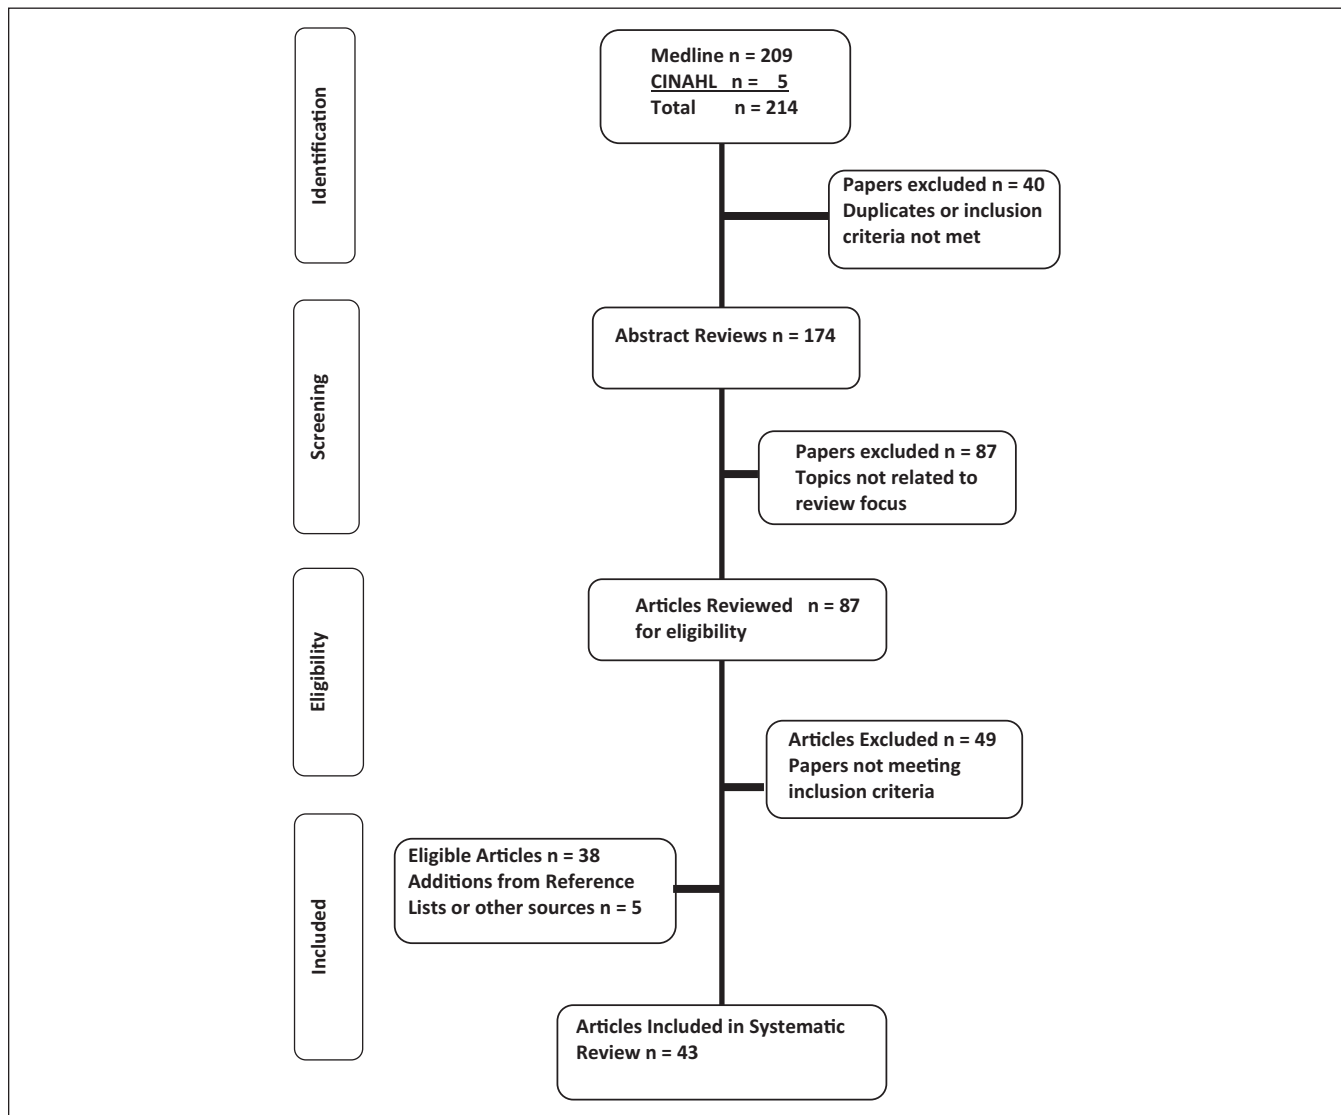 Identification
Medline n = 209
CINAHL n = 5
Total n = 214
Papers excluded n = 40
Duplicates or inclusion
criteria not met
Screening
Abstract Reviews n = 174
Papers excluded n = 87
Topics not related to
review focus
Eligibility
Articles Reviewed n = 87
for eligibility
Articles Excluded n = 49
Papers not meeting
inclusion criteria
Included
Eligible Articles n = 38
Additions from Reference
Lists or other sources n = 5
Articles Included in Systematic
Review n = 43